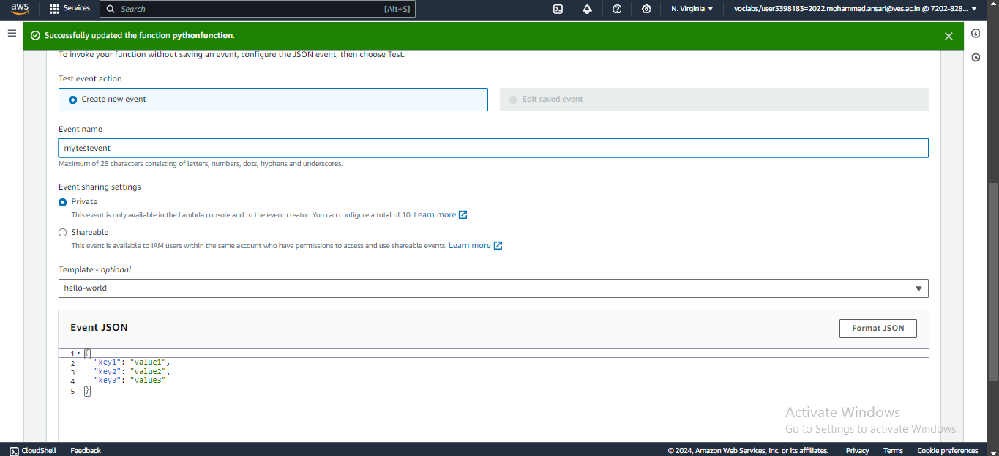 aws Services Search [Alt+S] N. Virginia voclabs/user3398183=2022.mohammed.ansari@ves.ac.in @ 7202-828...
Successfully updated the function pythonfunction.
To invoke your function without saving an event, configure the JSON event, then choose Test.
Test event action
Create new event Edit saved event
Event name
mytestevent
Maximum of 25 characters consisting of letters, numbers, dots, hyphens and underscores.
Event sharing settings
Private
This event is only available in the Lambda console and to the event creator. You can configure a total of 10. Learn more
Shareable
This event is available to IAM users within the same account who have permissions to access and use shareable events. Learn more
Template - optional
hello-world
Event JSON Format JSON
1 {
2 "key1": "value1",
3 "key2": "value2",
4 "key3": "value3"
5 }
Activate Windows
Go to Settings to activate Windows.
CloudShell Feedback © 2024, Amazon Web Services, Inc. or its affiliates. Privacy Terms Cookie preferences